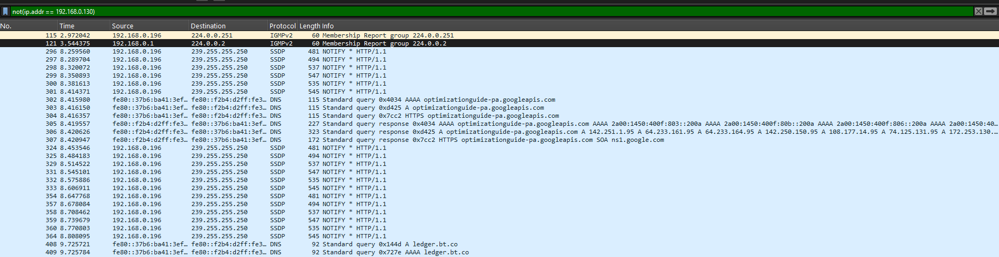 not(ip.addr == 192.168.0.130)
No. Time Source Destination Protocol Length Info
115 2.972042 192.168.0.196 224.0.0.251 IGMPv2 60 Membership Report group 224.0.0.251
121 3.544375 192.168.0.1 224.0.0.2 IGMPv2 60 Membership Report group 224.0.0.2
296 8.259560 192.168.0.196 239.255.255.250 SSDP 481 NOTIFY * HTTP/1.1
297 8.289704 192.168.0.196 239.255.255.250 SSDP 494 NOTIFY * HTTP/1.1
298 8.320072 192.168.0.196 239.255.255.250 SSDP 537 NOTIFY * HTTP/1.1
299 8.350893 192.168.0.196 239.255.255.250 SSDP 547 NOTIFY * HTTP/1.1
300 8.381613 192.168.0.196 239.255.255.250 SSDP 535 NOTIFY * HTTP/1.1
301 8.414371 192.168.0.196 239.255.255.250 SSDP 545 NOTIFY * HTTP/1.1
302 8.415980 fe80::37b6:ba41:3ef… fe80::f2b4:d2ff:fe3… DNS 115 Standard query 0x4034 AAAA optimizationguide-pa.googleapis.com
303 8.416150 fe80::37b6:ba41:3ef… fe80::f2b4:d2ff:fe3… DNS 115 Standard query 0xd425 A optimizationguide-pa.googleapis.com
304 8.416357 fe80::37b6:ba41:3ef… fe80::f2b4:d2ff:fe3… DNS 115 Standard query 0x7cc2 HTTPS optimizationguide-pa.googleapis.com
305 8.419557 fe80::f2b4:d2ff:fe3… fe80::37b6:ba41:3ef… DNS 227 Standard query response 0x4034 AAAA optimizationguide-pa.googleapis.com AAAA 2a00:1450:400f:803::200a AAAA 2a00:1450:400f:80b::200a AAAA 2a00:1450:400f:806::200a AAAA 2a00:1450:40…
306 8.420626 fe80::f2b4:d2ff:fe3… fe80::37b6:ba41:3ef… DNS 323 Standard query response 0xd425 A optimizationguide-pa.googleapis.com A 142.251.1.95 A 64.233.161.95 A 64.233.164.95 A 142.250.150.95 A 108.177.14.95 A 74.125.131.95 A 172.253.130.…
307 8.420947 fe80::f2b4:d2ff:fe3… fe80::37b6:ba41:3ef… DNS 172 Standard query response 0x7cc2 HTTPS optimizationguide-pa.googleapis.com SOA ns1.google.com
324 8.453546 192.168.0.196 239.255.255.250 SSDP 481 NOTIFY * HTTP/1.1
325 8.484183 192.168.0.196 239.255.255.250 SSDP 494 NOTIFY * HTTP/1.1
329 8.514522 192.168.0.196 239.255.255.250 SSDP 537 NOTIFY * HTTP/1.1
331 8.545101 192.168.0.196 239.255.255.250 SSDP 547 NOTIFY * HTTP/1.1
332 8.575886 192.168.0.196 239.255.255.250 SSDP 535 NOTIFY * HTTP/1.1
333 8.606911 192.168.0.196 239.255.255.250 SSDP 545 NOTIFY * HTTP/1.1
354 8.647768 192.168.0.196 239.255.255.250 SSDP 481 NOTIFY * HTTP/1.1
357 8.678084 192.168.0.196 239.255.255.250 SSDP 494 NOTIFY * HTTP/1.1
358 8.708462 192.168.0.196 239.255.255.250 SSDP 537 NOTIFY * HTTP/1.1
359 8.739679 192.168.0.196 239.255.255.250 SSDP 547 NOTIFY * HTTP/1.1
360 8.770803 192.168.0.196 239.255.255.250 SSDP 535 NOTIFY * HTTP/1.1
364 8.808095 192.168.0.196 239.255.255.250 SSDP 545 NOTIFY * HTTP/1.1
408 9.725721 fe80::37b6:ba41:3ef… fe80::f2b4:d2ff:fe3… DNS 92 Standard query 0x144d A ledger.bt.co
409 9.725784 fe80::37b6:ba41:3ef… fe80::f2b4:d2ff:fe3… DNS 92 Standard query 0x727e AAAA ledger.bt.co